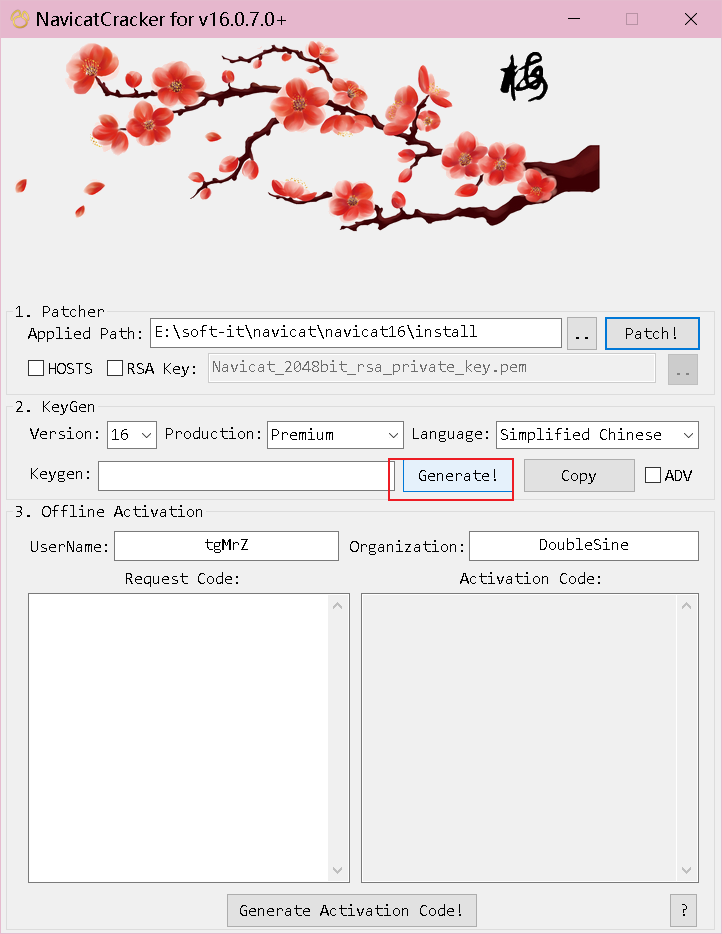 NavicatCracker for v16.0.7.0+
梅
1. Patcher
Applied Path: E:\soft-it\navicat\navicat16\install .. Patch!
HOSTS RSA Key: Navicat_2048bit_rsa_private_key.pem ..
2. KeyGen
Version: 16 Production: Premium Language: Simplified Chinese
Keygen: Generate! Copy ADV
3. Offline Activation
UserName: tgMrZ Organization: DoubleSine
Request Code: Activation Code:
Generate Activation Code! ?